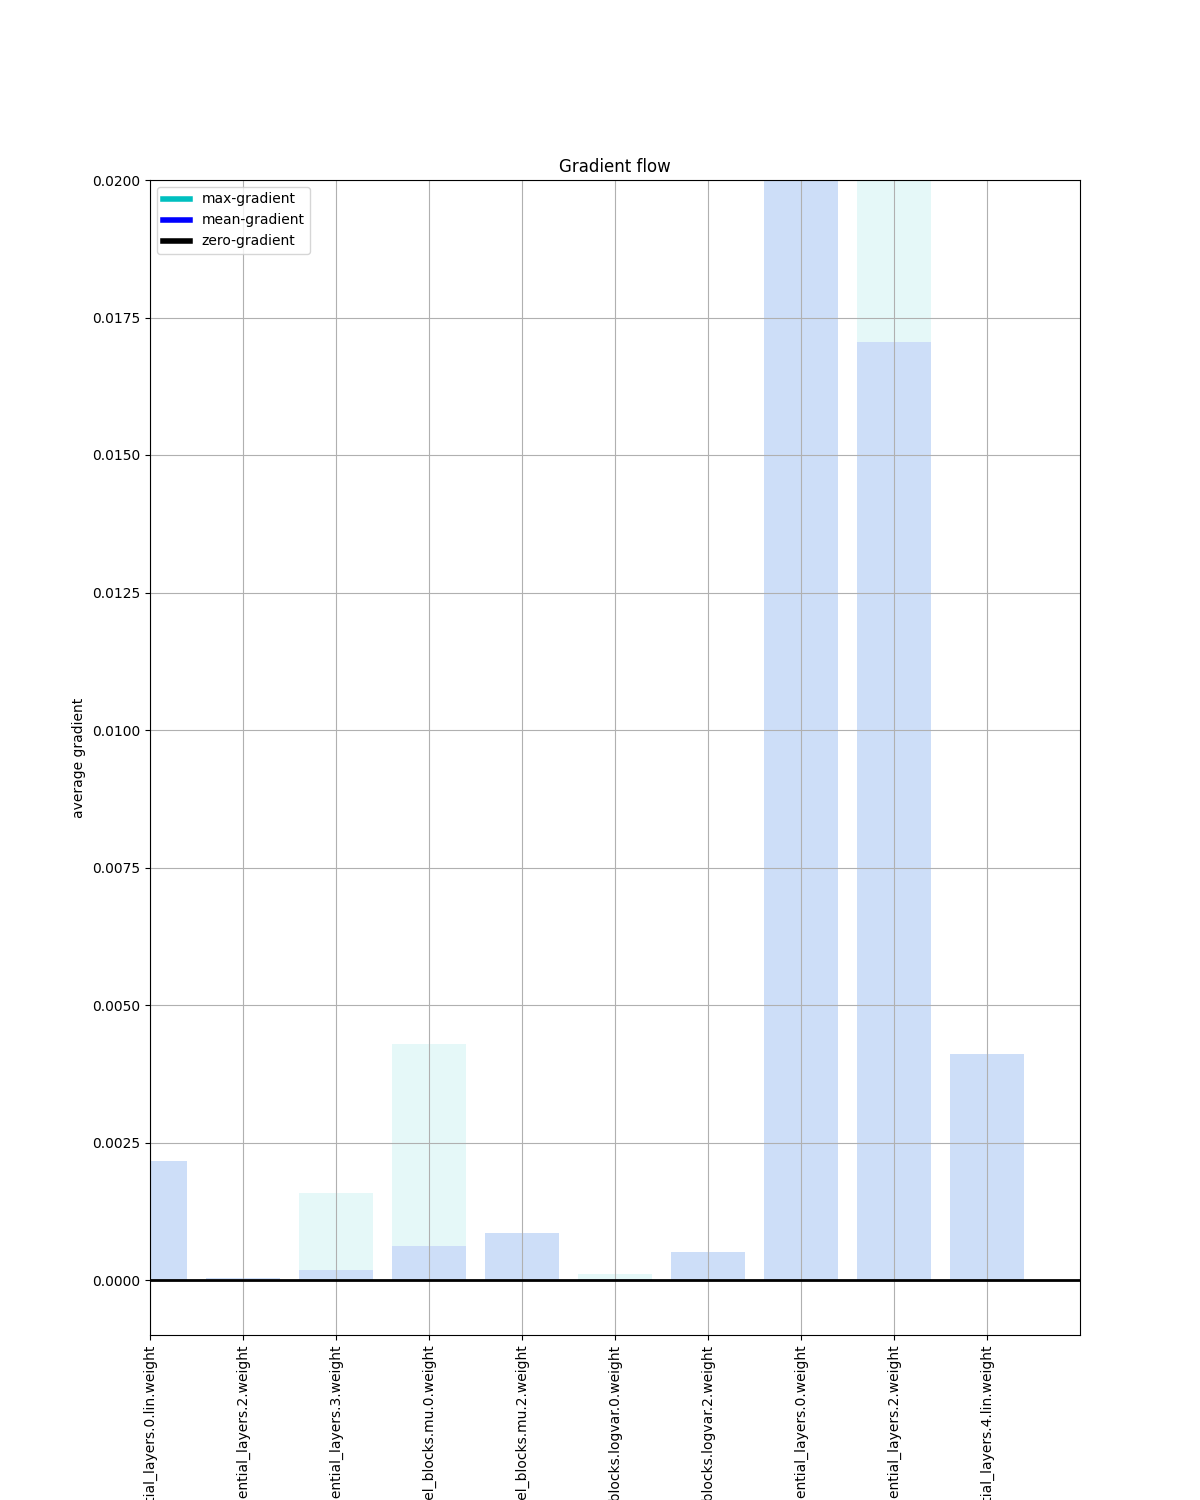 Gradient flow
max-gradient
mean-gradient
zero-gradient
0.0200
0.0175
0.0150
0.0125
0.0100
0.0075
0.0050
0.0025
0.0000
average gradient
tial_layers.0.lin.weight
ential_layers.2.weight
ential_layers.3.weight
el_blocks.mu.0.weight
el_blocks.mu.2.weight
blocks.logvar.0.weight
blocks.logvar.2.weight
ential_layers.0.weight
ential_layers.2.weight
tial_layers.4.lin.weight